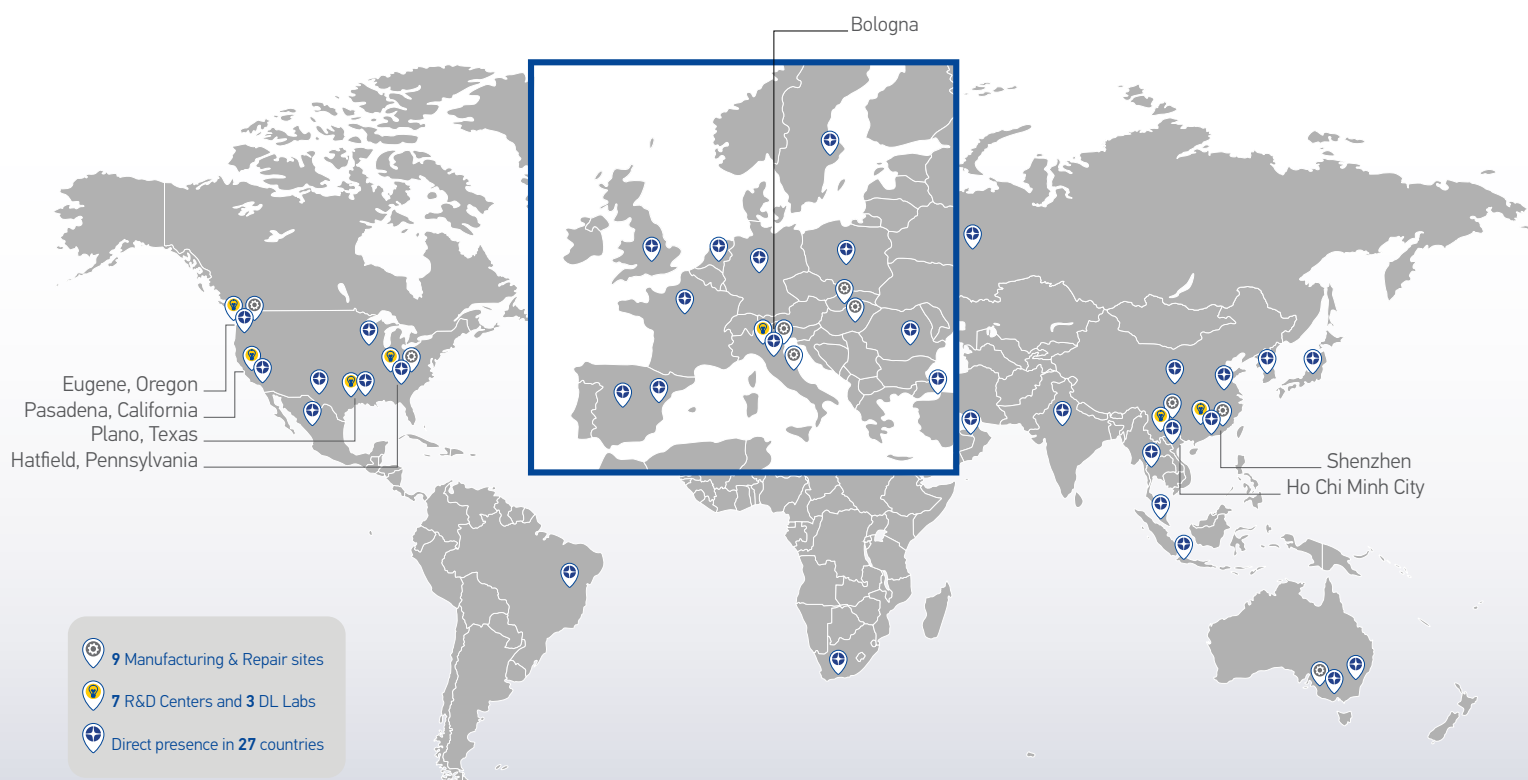 Bologna
Eugene, Oregon
Pasadena, California
Plano, Texas
Hatfield, Pennsylvania
Shenzhen
Ho Chi Minh City
9 Manufacturing & Repair sites
7 R&D Centers and 3 DL Labs
Direct presence in 27 countries